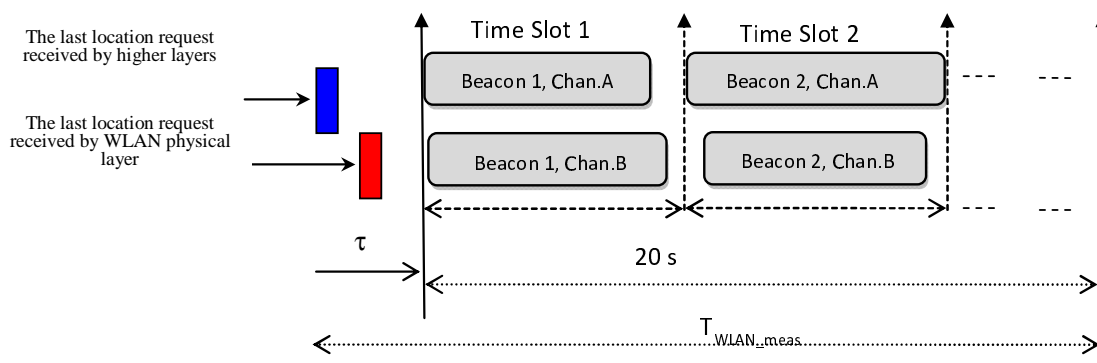 The last location request
received by higher layers
The last location request
received by WLAN physical
layer
Time Slot 1
Time Slot 2
Beacon 1, Chan.A
Beacon 2, Chan.A
Beacon 1, Chan.B
Beacon 2, Chan.B
τ
20 s
T_WLAN_meas